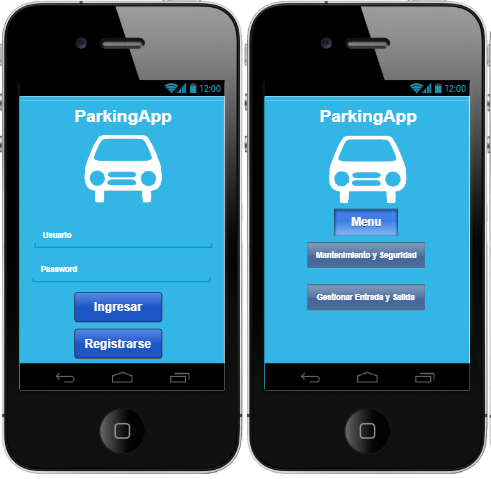 12:00
ParkingApp
Usuario
Password
Ingresar
Registrarse
12:00
ParkingApp
Menu
Mantenimiento y Seguridad
Gestionar Entrada y Salida